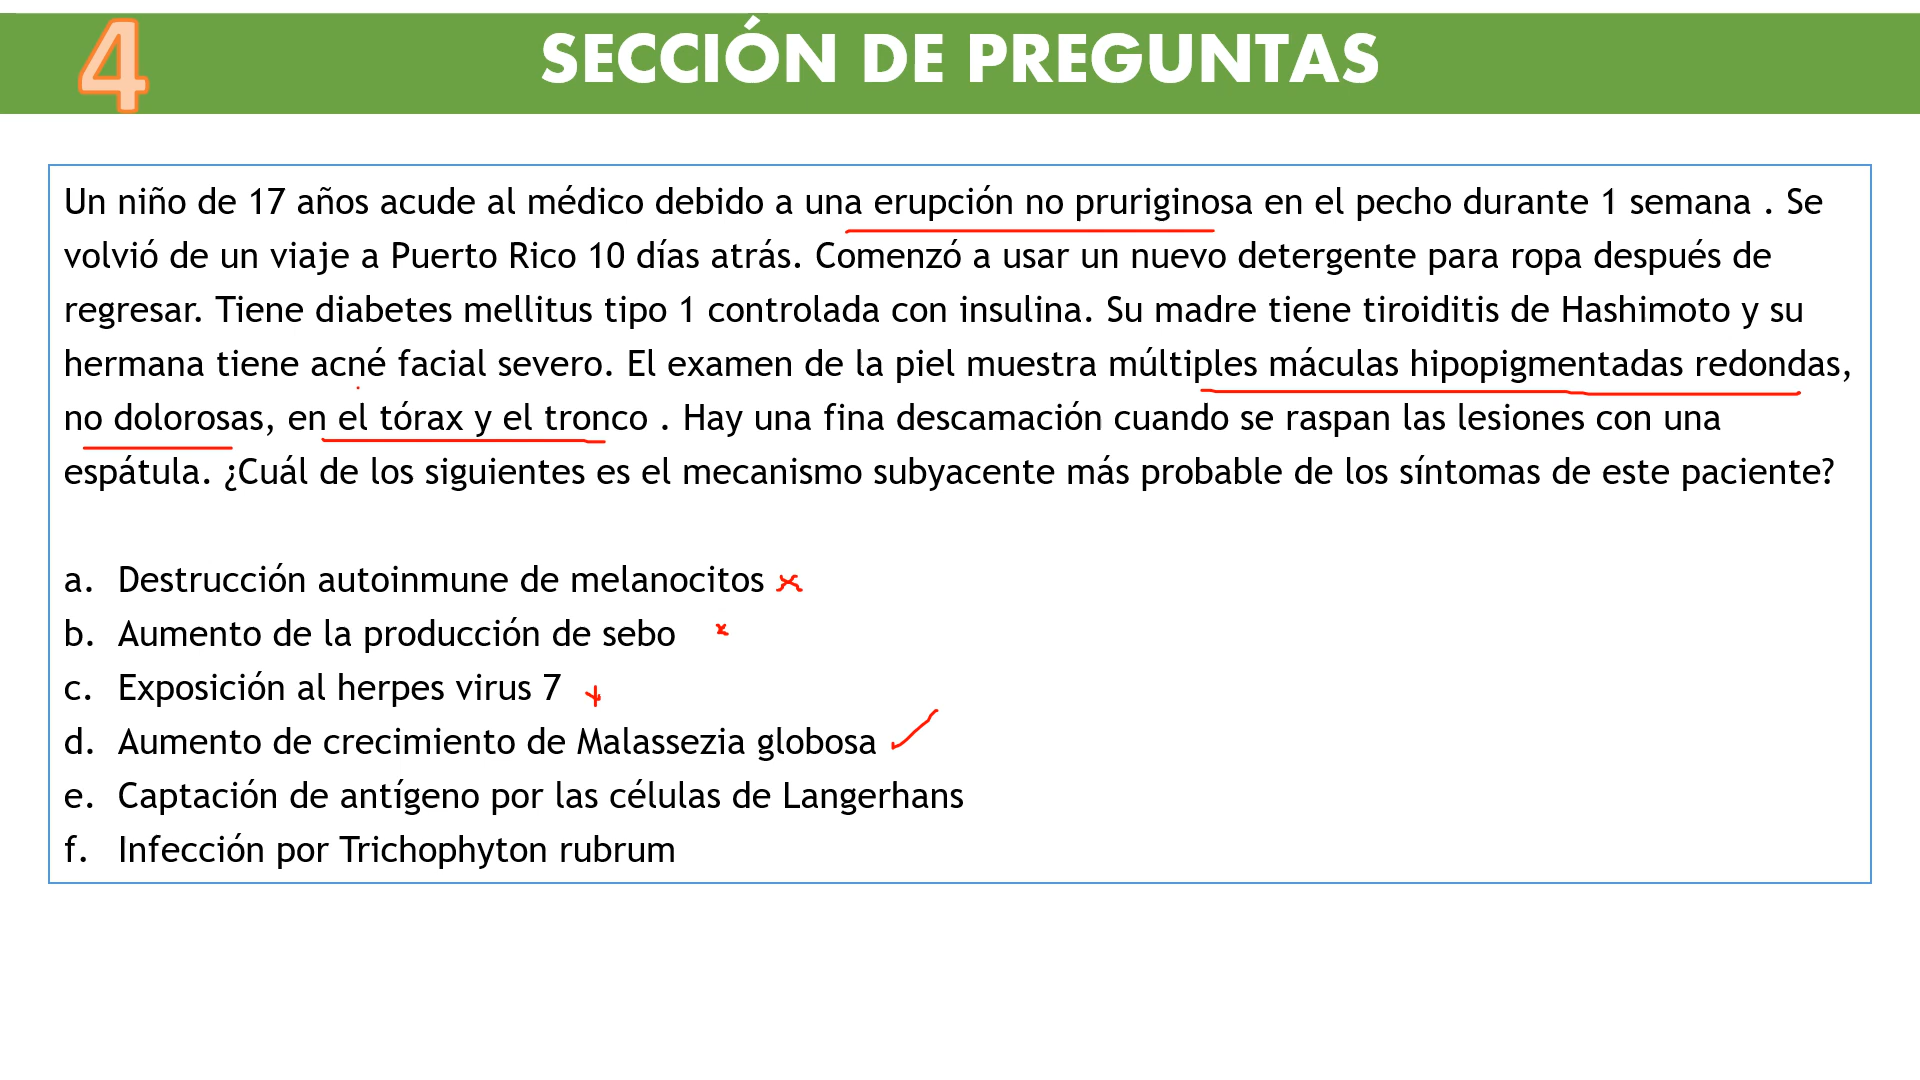 4 SECCIÓN DE PREGUNTAS
Un niño de 17 años acude al médico debido a una erupción no pruriginosa en el pecho durante 1 semana . Se
volvió de un viaje a Puerto Rico 10 días atrás. Comenzó a usar un nuevo detergente para ropa después de
regresar. Tiene diabetes mellitus tipo 1 controlada con insulina. Su madre tiene tiroiditis de Hashimoto y su
hermana tiene acné facial severo. El examen de la piel muestra múltiples máculas hipopigmentadas redondas,
no dolorosas, en el tórax y el tronco . Hay una fina descamación cuando se raspan las lesiones con una
espátula. ¿Cuál de los siguientes es el mecanismo subyacente más probable de los síntomas de este paciente?
a. Destrucción autoinmune de melanocitos
b. Aumento de la producción de sebo
c. Exposición al herpes virus 7
d. Aumento de crecimiento de Malassezia globosa
e. Captación de antígeno por las células de Langerhans
f. Infección por Trichophyton rubrum